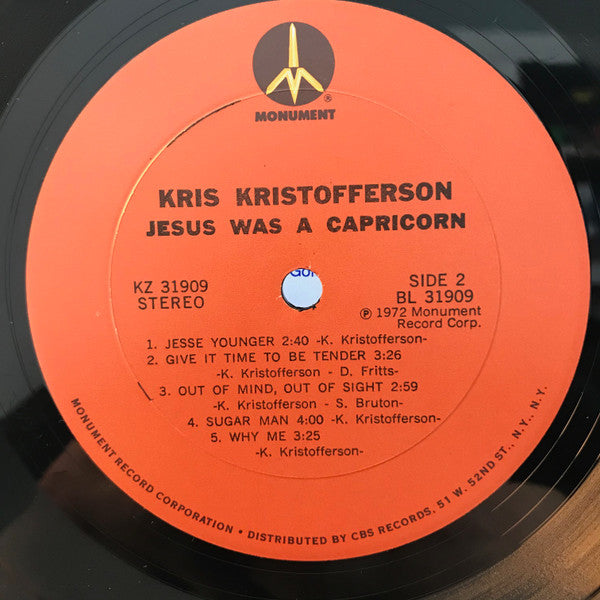 ®
MONUMENT
KRIS KRISTOFFERSON
JESUS WAS A CAPRICORN
KZ 31909
STEREO
SIDE 2
BL 31909
℗ 1972 Monument
Record Corp.
1. JESSE YOUNGER 2:40 -K. Kristofferson-
2. GIVE IT TIME TO BE TENDER 3:26
-K. Kristofferson - D. Fritts-
3. OUT OF MIND, OUT OF SIGHT 2:59
-K. Kristofferson - S. Bruton-
4. SUGAR MAN 4:00 -K. Kristofferson-
5. WHY ME 3:25
-K. Kristofferson-
MONUMENT RECORD CORPORATION • DISTRIBUTED BY CBS RECORDS, 51 W. 52ND ST., N.Y., N.Y.